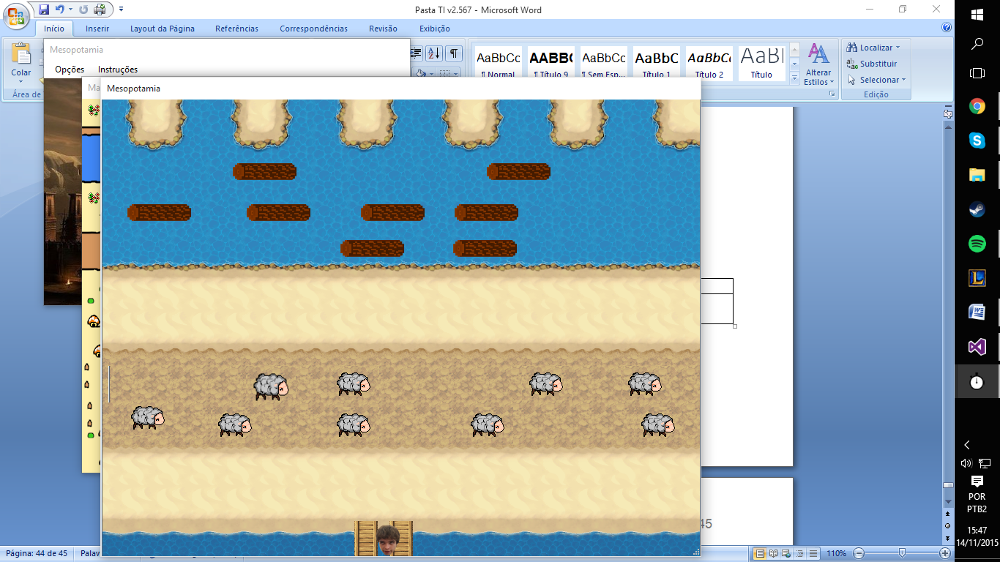 Pasta TI v2.567 - Microsoft Word
Início Inserir Layout da Página Referências Correspondências Revisão Exibição
Mesopotamia
Opções Instruções
Colar
Área de
AaBbCc AABBC AaBbCc AaBbC AaBbC AaBl
¶ Normal ¶ Título 9 ¶ Sem Esp... Título 1 Título 2 Título
Alterar
Estilos
Localizar
Substituir
Selecionar
Edição
Ma
Mesopotamia
45
Página: 44 de 45 Palav
110%
POR
PTB2
15:47
14/11/2015